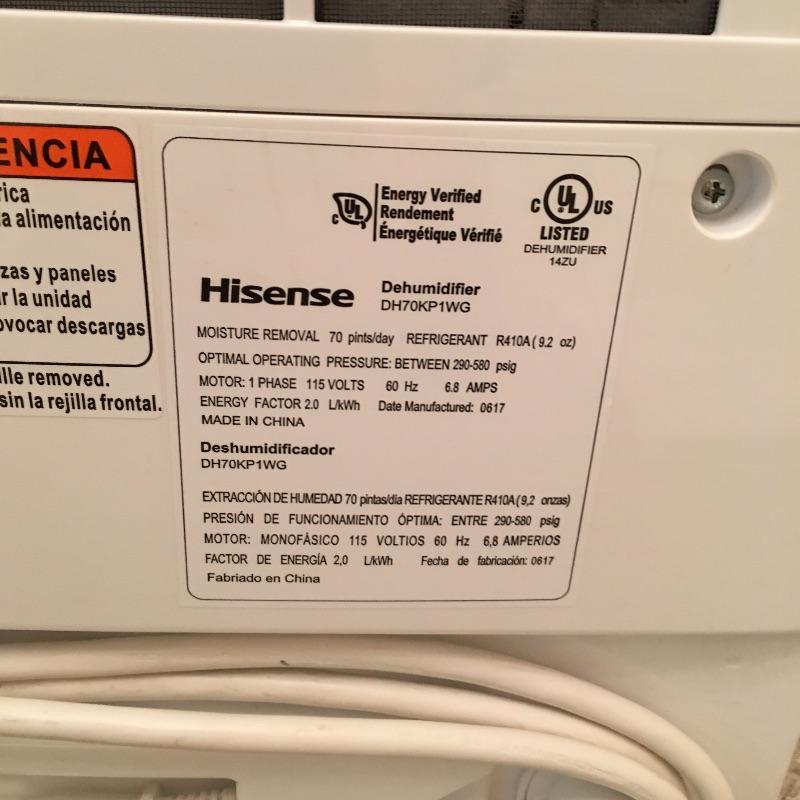 ENCIA
rica
a alimentación
zas y paneles
r la unidad
ovocar descargas
lle removed.
sin la rejilla frontal.
c UL Energy Verified
Rendement
Énergétique Vérifié
C UL US
LISTED
DEHUMIDIFIER
14ZU
Hisense Dehumidifier
DH70KP1WG
MOISTURE REMOVAL 70 pints/day REFRIGERANT R410A ( 9.2 oz)
OPTIMAL OPERATING PRESSURE: BETWEEN 290-580 psig
MOTOR: 1 PHASE 115 VOLTS 60 Hz 6.8 AMPS
ENERGY FACTOR 2.0 L/kWh Date Manufactured: 0617
MADE IN CHINA
Deshumidificador
DH70KP1WG
EXTRACCIÓN DE HUMEDAD 70 pintas/día REFRIGERANTE R410A ( 9,2 onzas)
PRESIÓN DE FUNCIONAMIENTO ÓPTIMA: ENTRE 290-580 psig
MOTOR: MONOFÁSICO 115 VOLTIOS 60 Hz 6,8 AMPERIOS
FACTOR DE ENERGÍA 2,0 L/kWh Fecha de fabricación: 0617
Fabriado en China